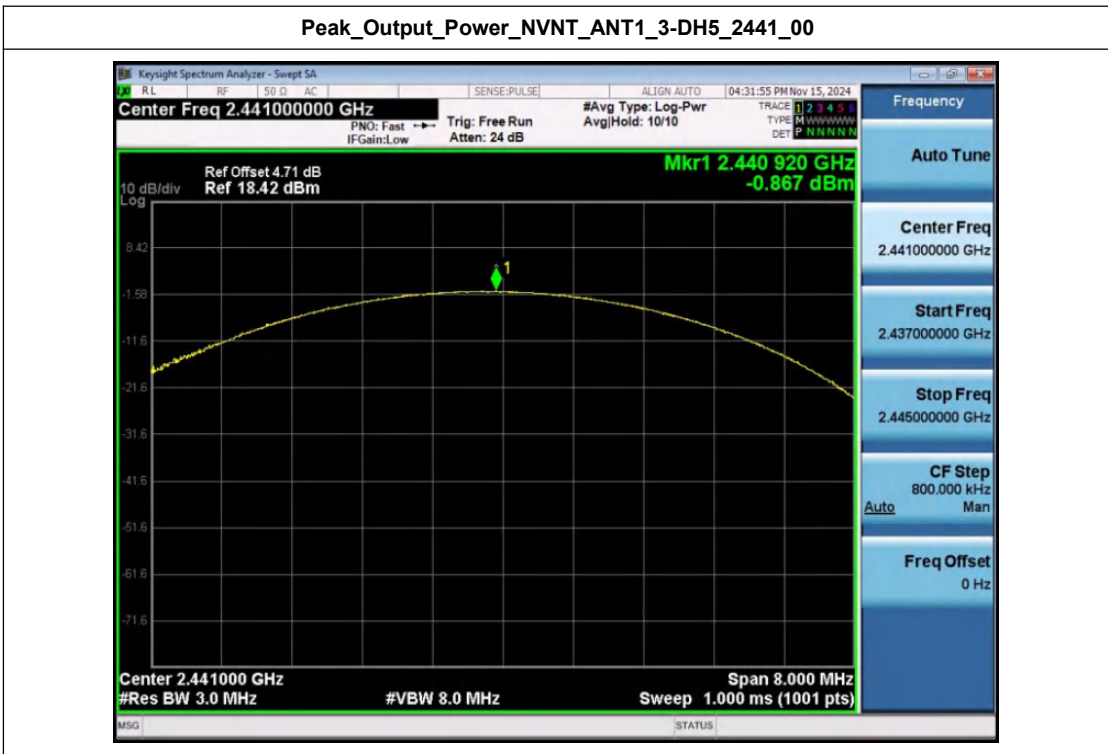 Peak_Output_Power_NVNT_ANT1_3-DH5_2441_00
Keysight Spectrum Analyzer - Swept SA
LXI RL RF 50 Ω AC SENSE:PULSE ALIGN AUTO 04:31:55 PM Nov 15, 2024
Center Freq 2.441000000 GHz
PNO: Fast
IFGain:Low
Trig: Free Run
Atten: 24 dB
#Avg Type: Log-Pwr
Avg|Hold: 10/10
TRACE 1 2 3 4 5 6
TYPE M W W W W W
DET P N N N N N
Ref Offset 4.71 dB
10 dB/div Ref 18.42 dBm
Log
Mkr1 2.440 920 GHz
-0.867 dBm
1
8.42
-1.58
-11.6
-21.6
-31.6
-41.6
-51.6
-61.6
-71.6
Center 2.441000 GHz Span 8.000 MHz
#Res BW 3.0 MHz #VBW 8.0 MHz Sweep 1.000 ms (1001 pts)
MSG STATUS
Frequency
Auto Tune
Center Freq
2.441000000 GHz
Start Freq
2.437000000 GHz
Stop Freq
2.445000000 GHz
CF Step
800.000 kHz
Auto Man
Freq Offset
0 Hz